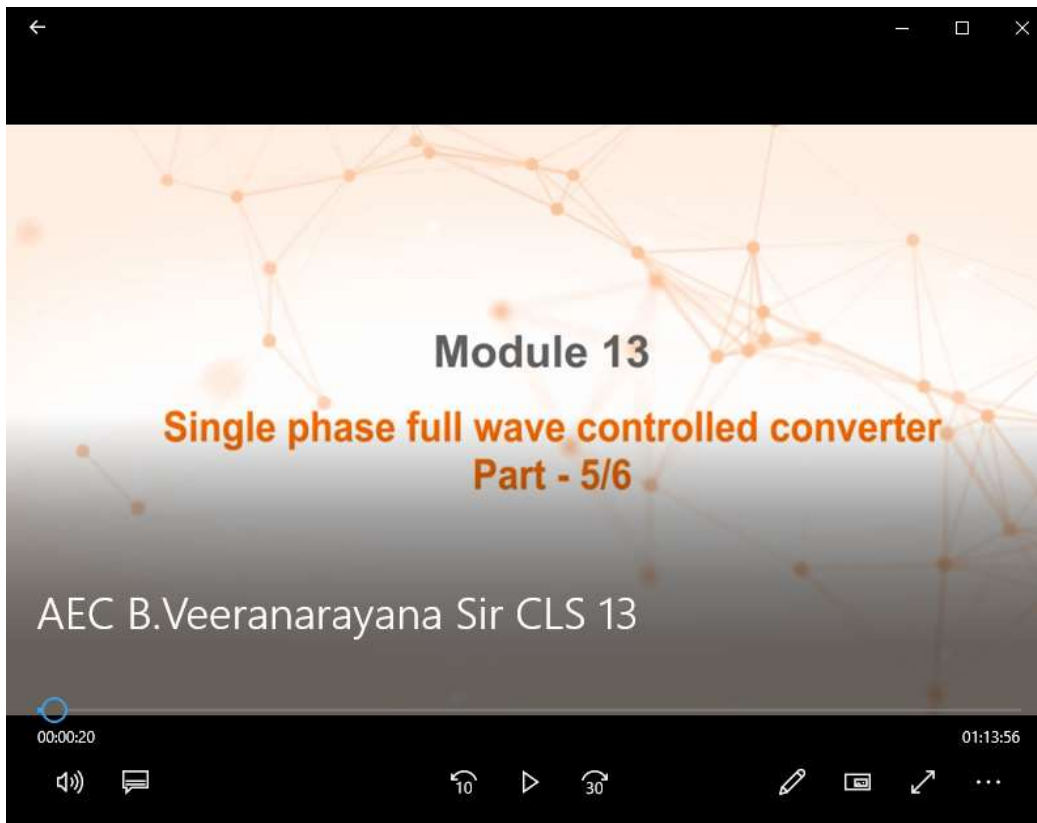 Module 13
Single phase full wave controlled converter
Part - 5/6
AEC B.Veeranarayana Sir CLS 13
00:00:20
01:13:56
10
30